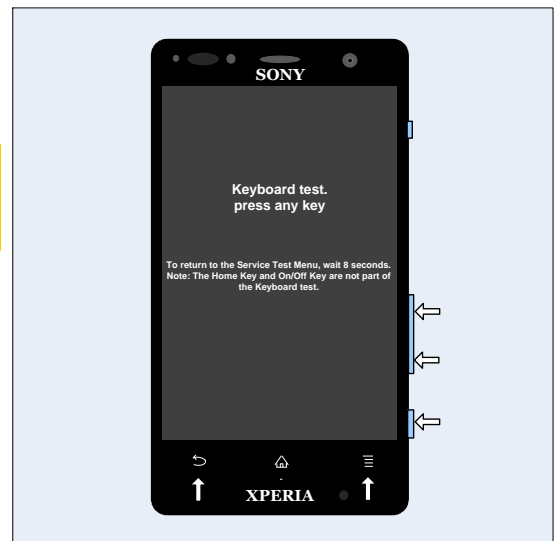 SONY
Keyboard test.
press any key
To return to the Service Test Menu, wait 8 seconds.
Note: The Home Key and On/Off Key are not part of
the Keyboard test.
XPERIA